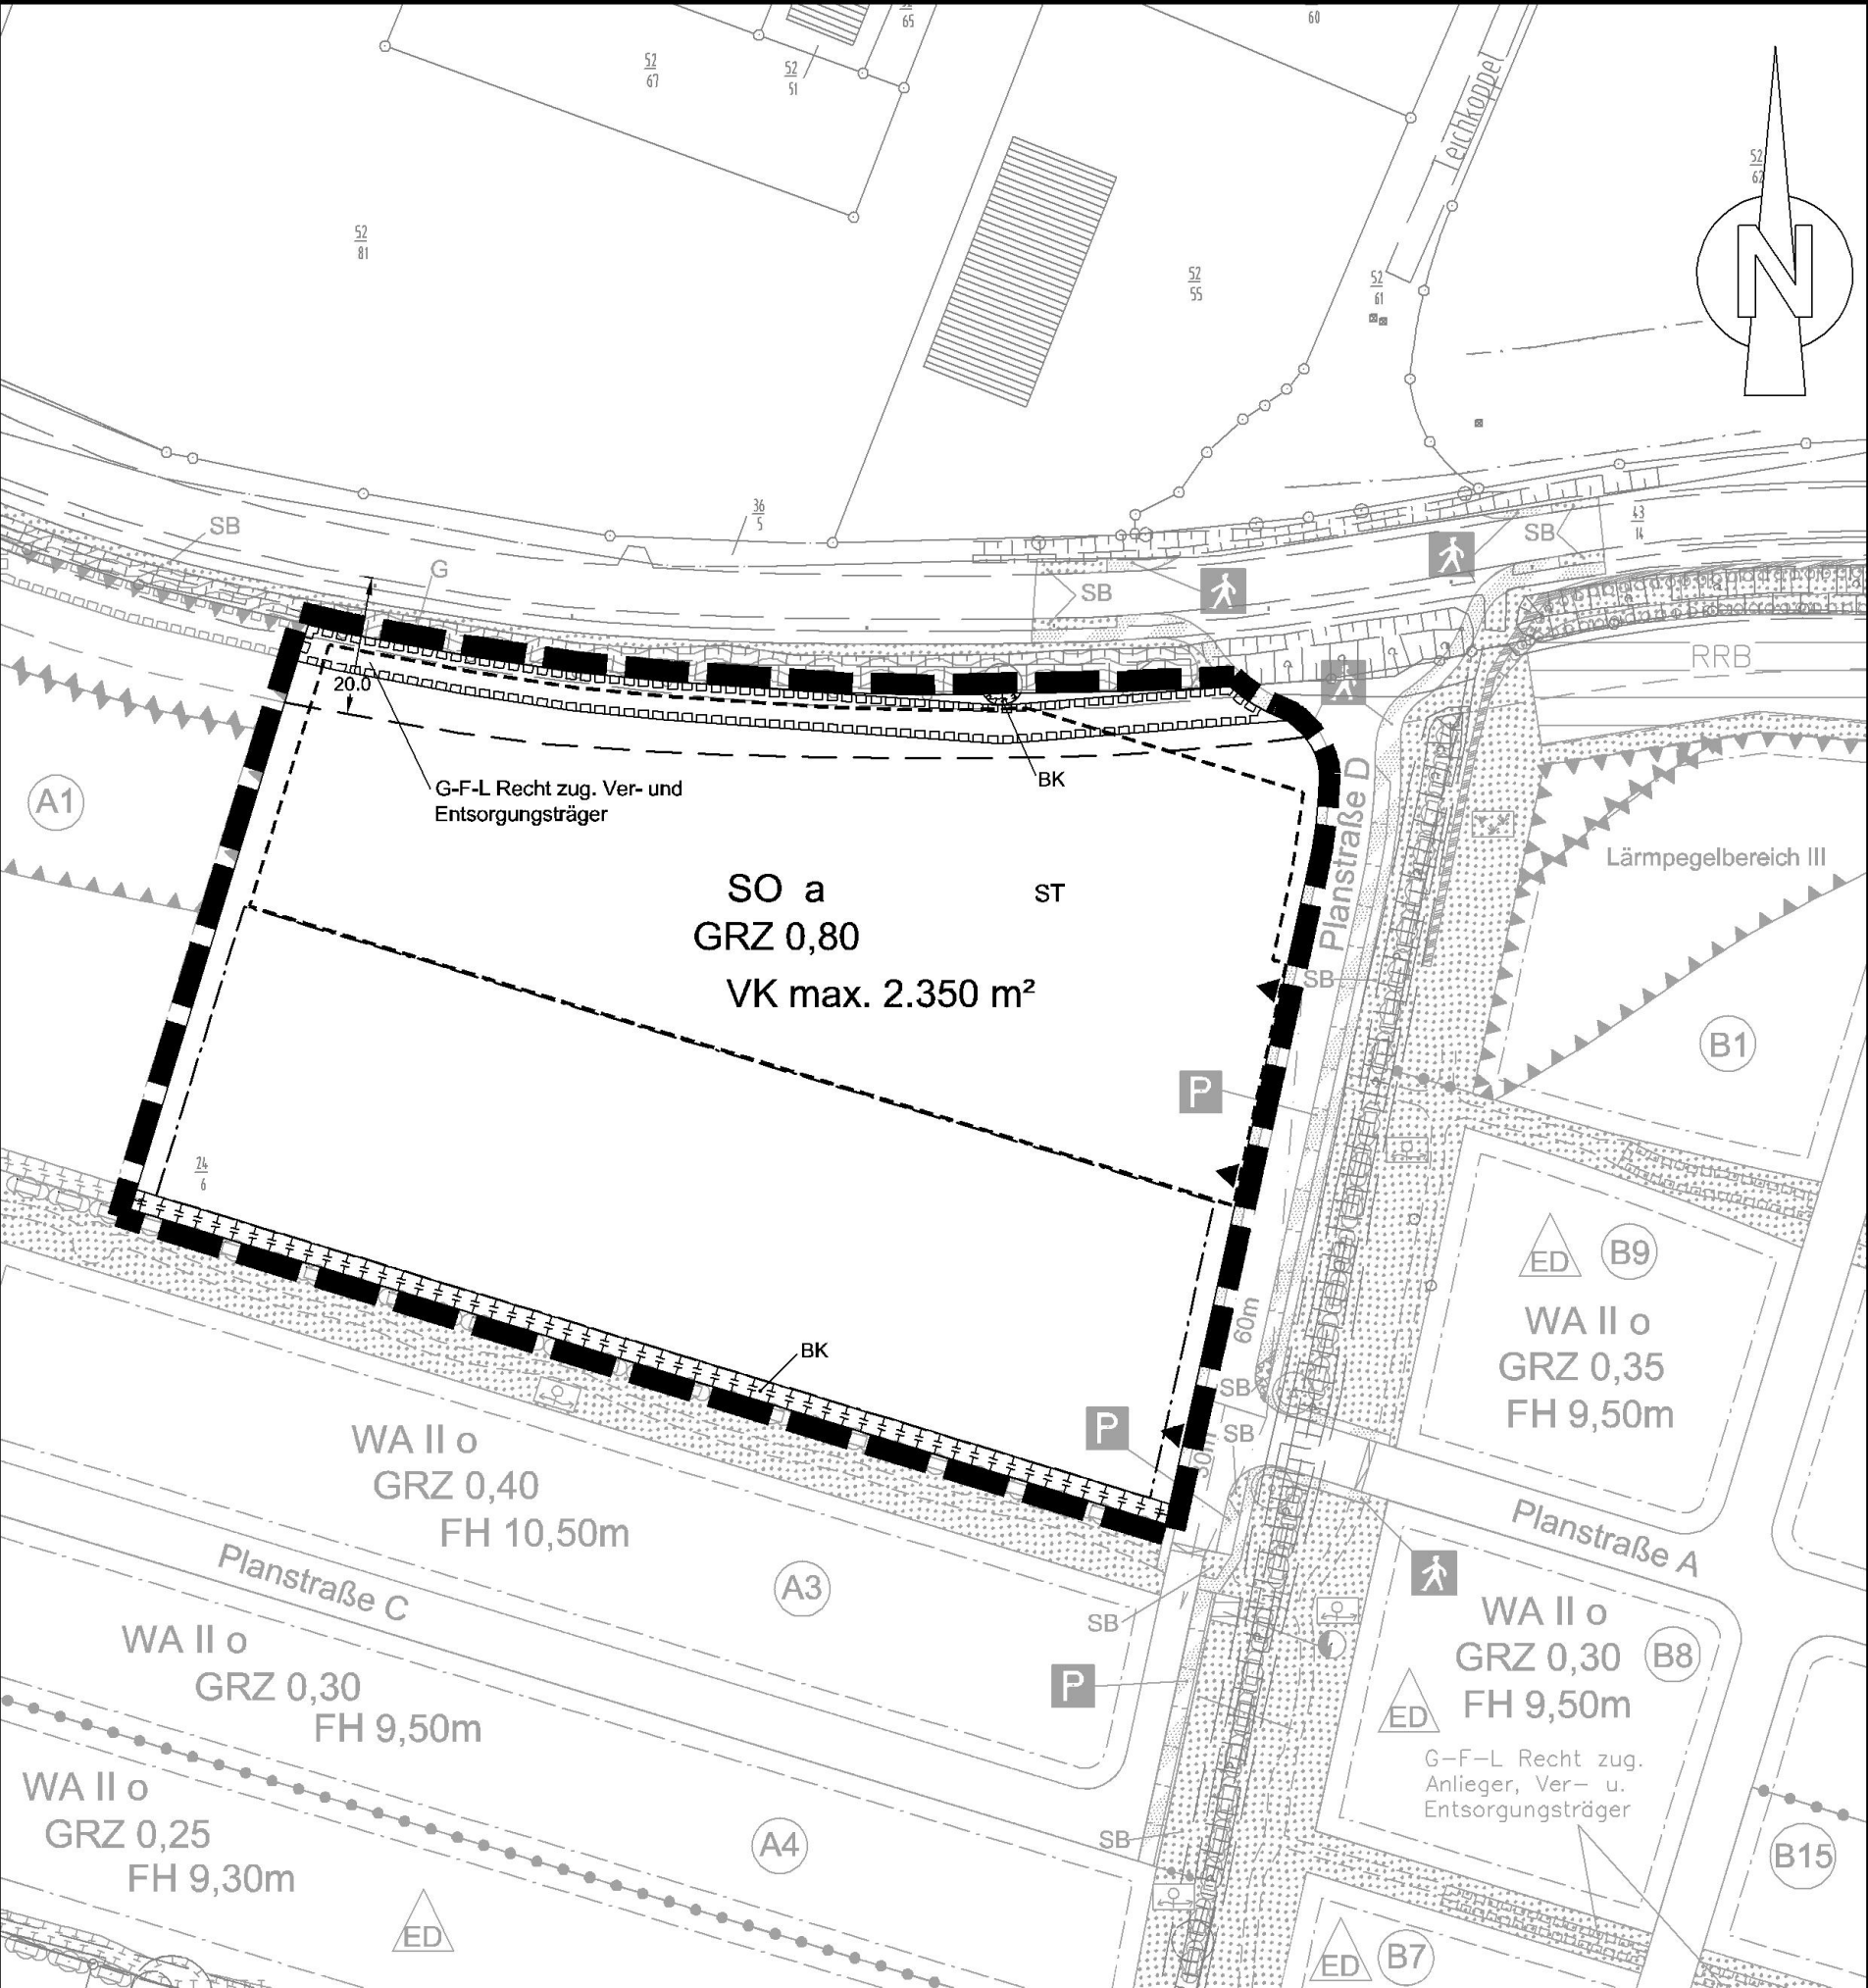 65
60
52
67
52
51
Teichkoppel
52
62
52
81
52
55
52
61
N
36
5
43
14
SB
SB
G
SB
RRB
20.0
A1
G-F-L Recht zug. Ver- und
Entsorgungsträger
BK
Planstraße D
Lärmpegelbereich III
SO a
ST
GRZ 0,80
VK max. 2.350 m²
SB
B1
P
24
6
ED
B9
WA II o
GRZ 0,35
FH 9,50m
60m
BK
SB
P
SB
WA II o
GRZ 0,40
FH 10,50m
Planstraße A
Planstraße C
A3
SB
WA II o
GRZ 0,30
FH 9,50m
B8
ED
P
WA II o
GRZ 0,30
FH 9,50m
G-F-L Recht zug.
Anlieger, Ver- u.
Entsorgungsträger
WA II o
GRZ 0,25
FH 9,30m
A4
SB
B15
ED
ED
B7